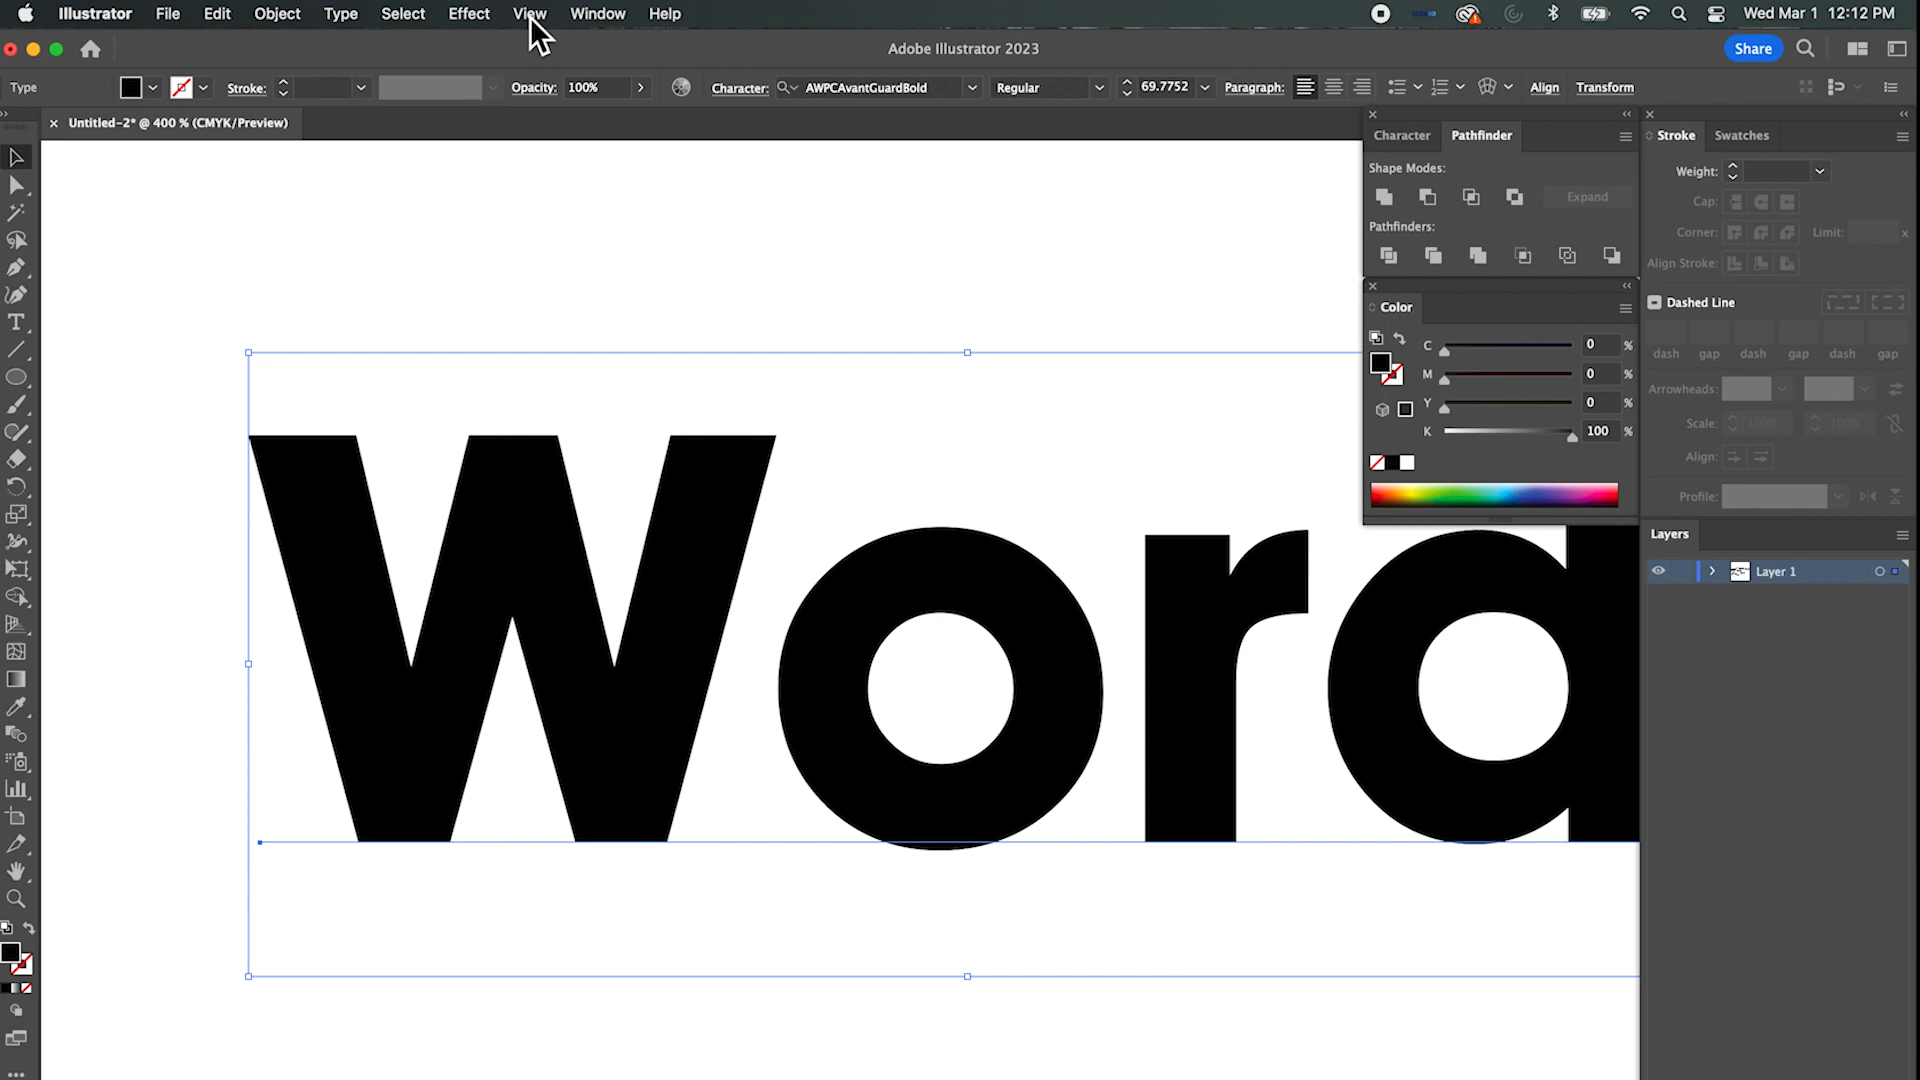 Illustrator File Edit Object Type Select Effect View Window Help Wed Mar 1 12:12 PM
Adobe Illustrator 2023 Share
Type Stroke: Opacity: 100% Character: AWPCAvantGuardBold Regular 69.7752 Paragraph: Align Transform
Untitled-2* @ 400 % (CMYK/Preview)
Character Pathfinder
Shape Modes:
Expand
Pathfinders:
Color
C 0 %
M 0 %
Y 0 %
K 100 %
Stroke Swatches
Weight:
Cap:
Corner: Limit: x
Align Stroke:
Dashed Line
dash gap dash gap dash gap
Arrowheads:
Scale: 100% 100%
Align:
Profile:
Layers
Layer 1
Word